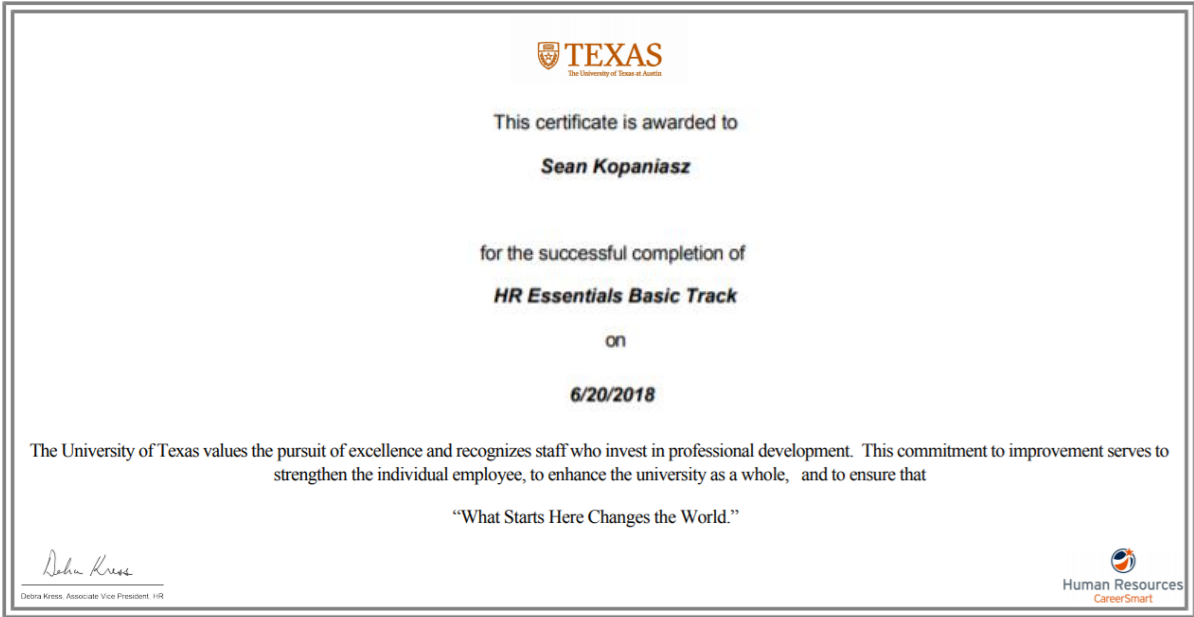 TEXAS
The University of Texas at Austin
This certificate is awarded to
Sean Kopaniasz
for the successful completion of
HR Essentials Basic Track
on
6/20/2018
The University of Texas values the pursuit of excellence and recognizes staff who invest in professional development. This commitment to improvement serves to
strengthen the individual employee, to enhance the university as a whole, and to ensure that
“What Starts Here Changes the World.”
Debra Kress
Debra Kress, Associate Vice President, HR
Human Resources
CareerSmart